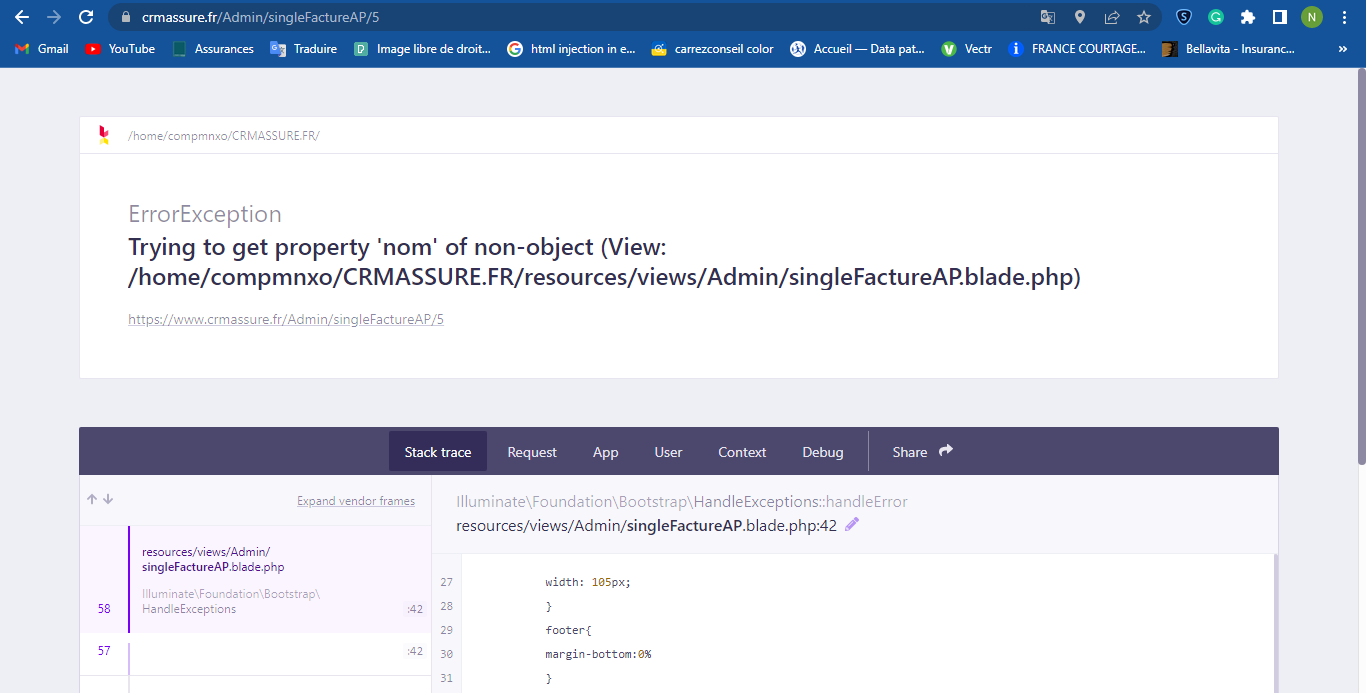 crmassure.fr/Admin/singleFactureAP/5
N
Gmail YouTube Assurances Traduire Image libre de droit... html injection in e... carrezconseil color Accueil — Data pat... Vectr FRANCE COURTAGE... Bellavita - Insuranc... »
/home/compmnxo/CRMASSURE.FR/
ErrorException
Trying to get property 'nom' of non-object (View:
/home/compmnxo/CRMASSURE.FR/resources/views/Admin/singleFactureAP.blade.php)
https://www.crmassure.fr/Admin/singleFactureAP/5
Stack trace Request App User Context Debug Share
Expand vendor frames
resources/views/Admin/
singleFactureAP.blade.php
Illuminate\Foundation\Bootstrap\
58 HandleExceptions :42
57 :42
Illuminate\Foundation\Bootstrap\HandleExceptions::handleError
resources/views/Admin/singleFactureAP.blade.php:42
27 width: 105px;
28 }
29 footer{
30 margin-bottom:0%
31 }